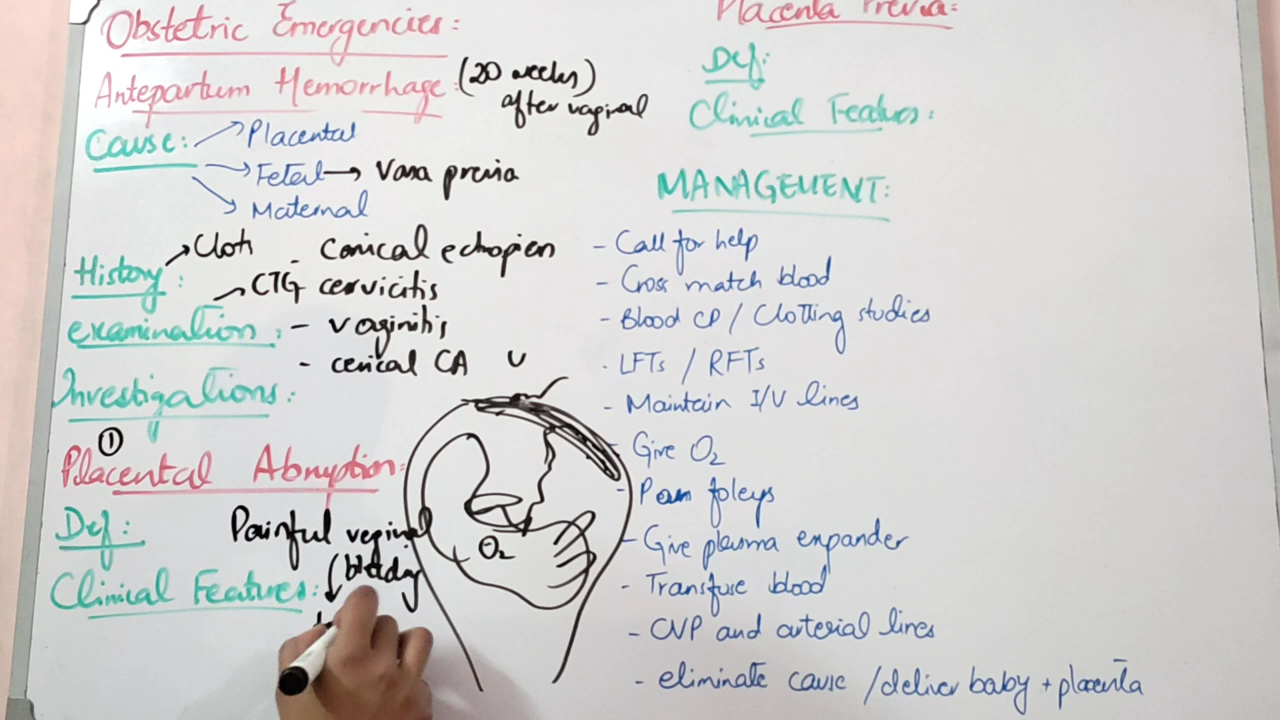 Obstetric Emergencies:
Antepartum Hemorrhage: (20 weeks)
after vaginal
Cause: Placental
Fetal → Vasa previa
Maternal
Clots
- cervical ectropion
History:
CTG cervicitis
examination: - vaginitis
- cervical CA
Investigations:
①
Placental Abruption:
Def:
Painful vaginal
bleeding
Clinical Features:
U
O₂
Placenta Previa:
Def:
Clinical Features:
MANAGEMENT:
- Call for help
- Cross match blood
- Blood CP / Clotting studies
- LFTs / RFTs
- Maintain I/V lines
- Give O₂
- Pass foleys
- Give plasma expander
- Transfuse blood
- CVP and arterial lines
- eliminate cause / deliver baby + placenta